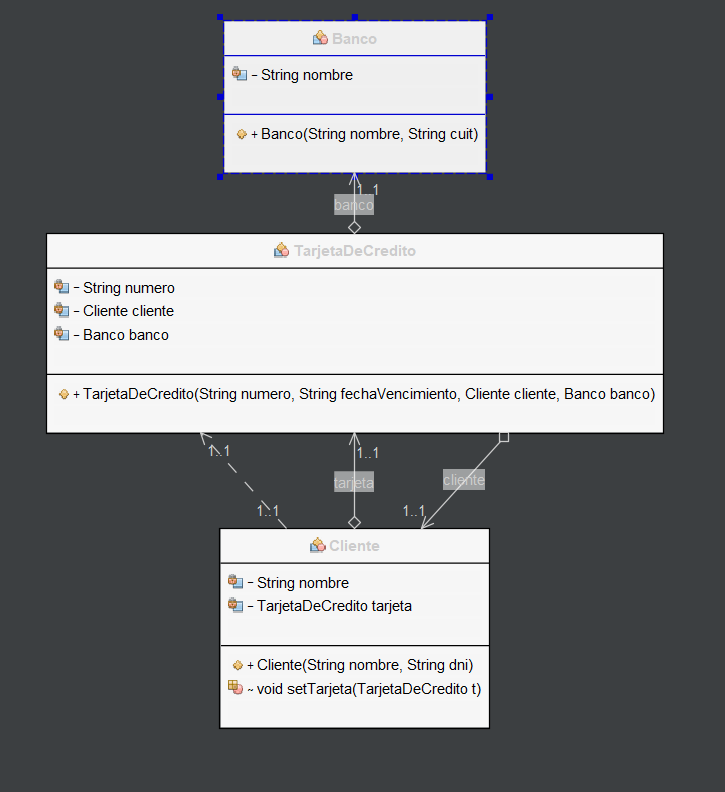 Banco
- String nombre
+ Banco(String nombre, String cuit)
1..1
banco
TarjetaDeCredito
- String numero
- Cliente cliente
- Banco banco
+ TarjetaDeCredito(String numero, String fechaVencimiento, Cliente cliente, Banco banco)
1..1
1..1
tarjeta
cliente
1..1
1..1
Cliente
- String nombre
- TarjetaDeCredito tarjeta
+ Cliente(String nombre, String dni)
~ void setTarjeta(TarjetaDeCredito t)